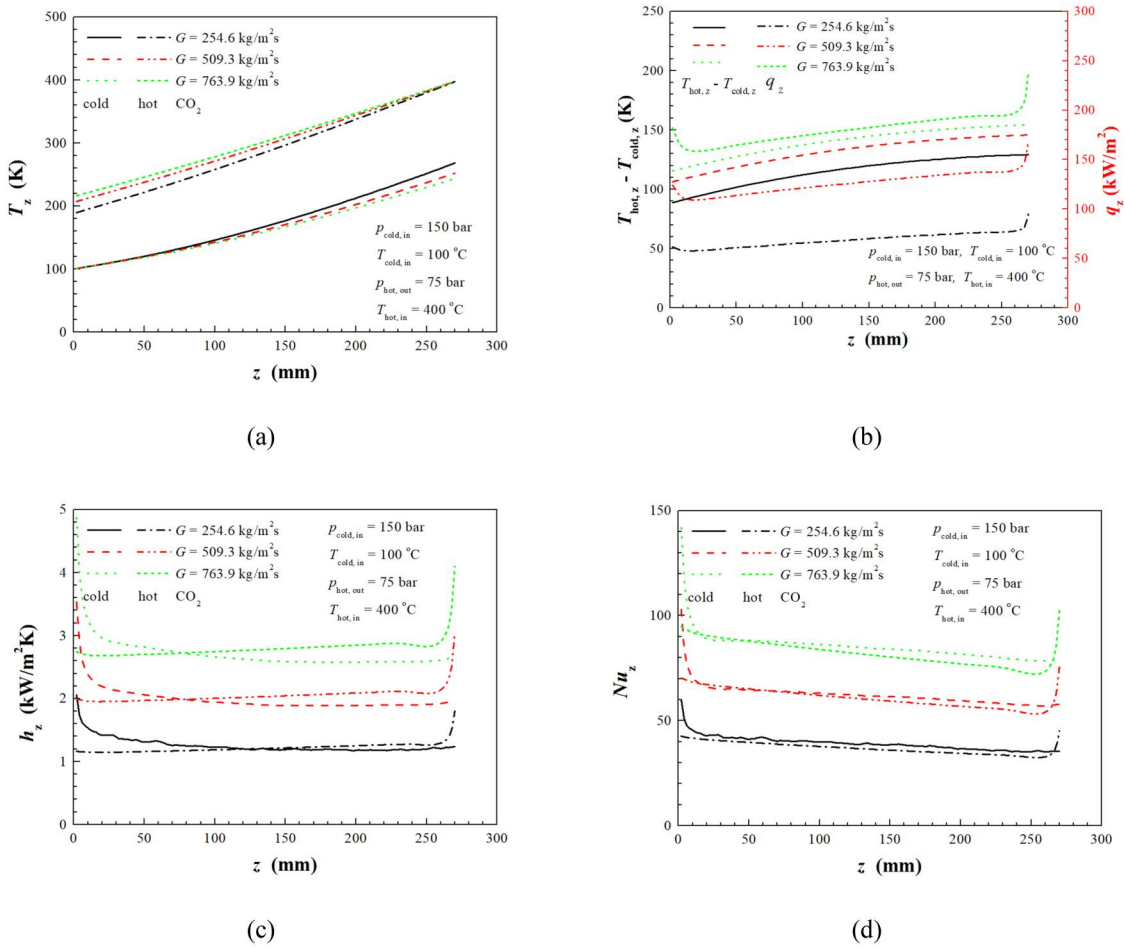 500
400
300
200
100
0
T_z (K)
G = 254.6 kg/m²s
G = 509.3 kg/m²s
G = 763.9 kg/m²s
cold hot CO₂
p_cold, in = 150 bar
T_cold, in = 100 °C
p_hot, out = 75 bar
T_hot, in = 400 °C
0 50 100 150 200 250 300
z (mm)
(a)
250
200
150
100
50
0
T_hot, z - T_cold, z (K)
G = 254.6 kg/m²s
G = 509.3 kg/m²s
G = 763.9 kg/m²s
T_hot, z - T_cold, z q_z
p_cold, in = 150 bar, T_cold, in = 100 °C
p_hot, out = 75 bar, T_hot, in = 400 °C
300
270
240
210
180
150
120
90
60
30
0
q_z (kW/m²)
0 50 100 150 200 250 300
z (mm)
(b)
5
4
3
2
1
0
h_z (kW/m²K)
G = 254.6 kg/m²s
G = 509.3 kg/m²s
G = 763.9 kg/m²s
cold hot CO₂
p_cold, in = 150 bar
T_cold, in = 100 °C
p_hot, out = 75 bar
T_hot, in = 400 °C
0 50 100 150 200 250 300
z (mm)
(c)
150
100
50
0
Nu_z
G = 254.6 kg/m²s
G = 509.3 kg/m²s
G = 763.9 kg/m²s
cold hot CO₂
p_cold, in = 150 bar
T_cold, in = 100 °C
p_hot, out = 75 bar
T_hot, in = 400 °C
0 50 100 150 200 250 300
z (mm)
(d)